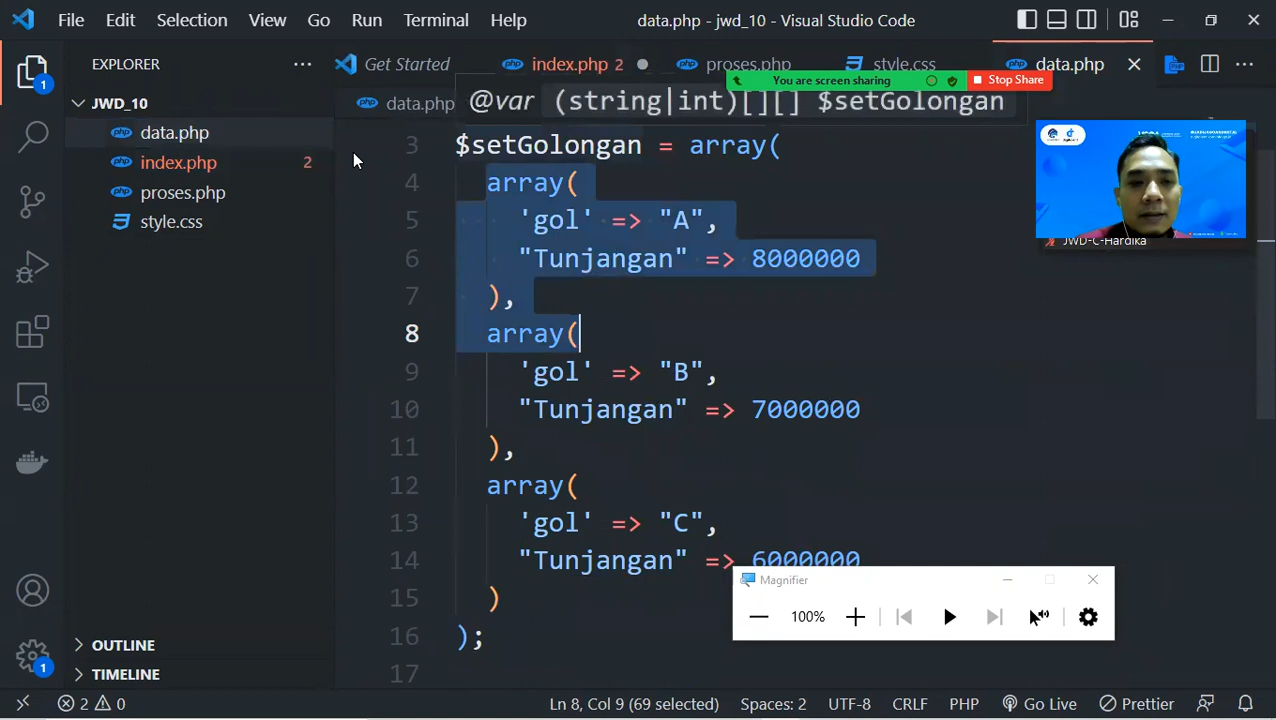 File Edit Selection View Go Run Terminal Help data.php - jwd_10 - Visual Studio Code
EXPLORER
Get Started index.php 2 proses.php style.css data.php
You are screen sharing Stop Share
JWD_10
data.php
index.php 2
proses.php
style.css
1
data.php
@var (string|int)[][] $setGolongan
3 $setGolongan = array(
4 array(
5 'gol' => "A",
6 "Tunjangan" => 8000000
7 ),
8 array(
9 'gol' => "B",
10 "Tunjangan" => 7000000
11 ),
12 array(
13 'gol' => "C",
14 "Tunjangan" => 6000000
15 )
16 );
17
JWD-C-Hardika
Magnifier
100%
OUTLINE
TIMELINE
1
2 0 Ln 8, Col 9 (69 selected) Spaces: 2 UTF-8 CRLF PHP Go Live Prettier